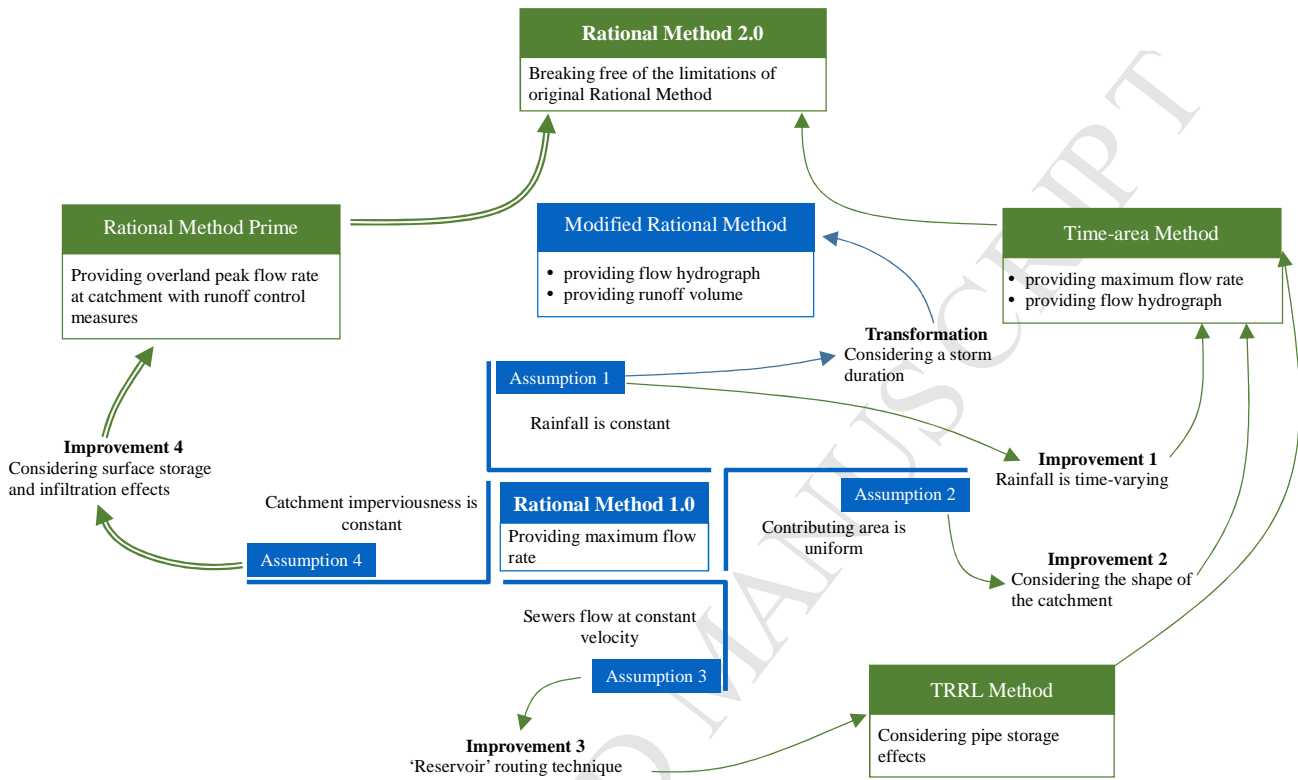 Rational Method 2.0
Breaking free of the limitations of
original Rational Method
Rational Method Prime
Providing overland peak flow rate
at catchment with runoff control
measures
Modified Rational Method
• providing flow hydrograph
• providing runoff volume
Time-area Method
• providing maximum flow rate
• providing flow hydrograph
Transformation
Considering a storm
duration
Assumption 1
Rainfall is constant
Improvement 4
Considering surface storage
and infiltration effects
Improvement 1
Rainfall is time-varying
Catchment imperviousness is
constant
Assumption 4
Rational Method 1.0
Providing maximum flow
rate
Assumption 2
Contributing area is
uniform
Improvement 2
Considering the shape of
the catchment
Sewers flow at constant
velocity
Assumption 3
TRRL Method
Considering pipe storage
effects
Improvement 3
‘Reservoir’ routing technique
D MANUSCRIPT